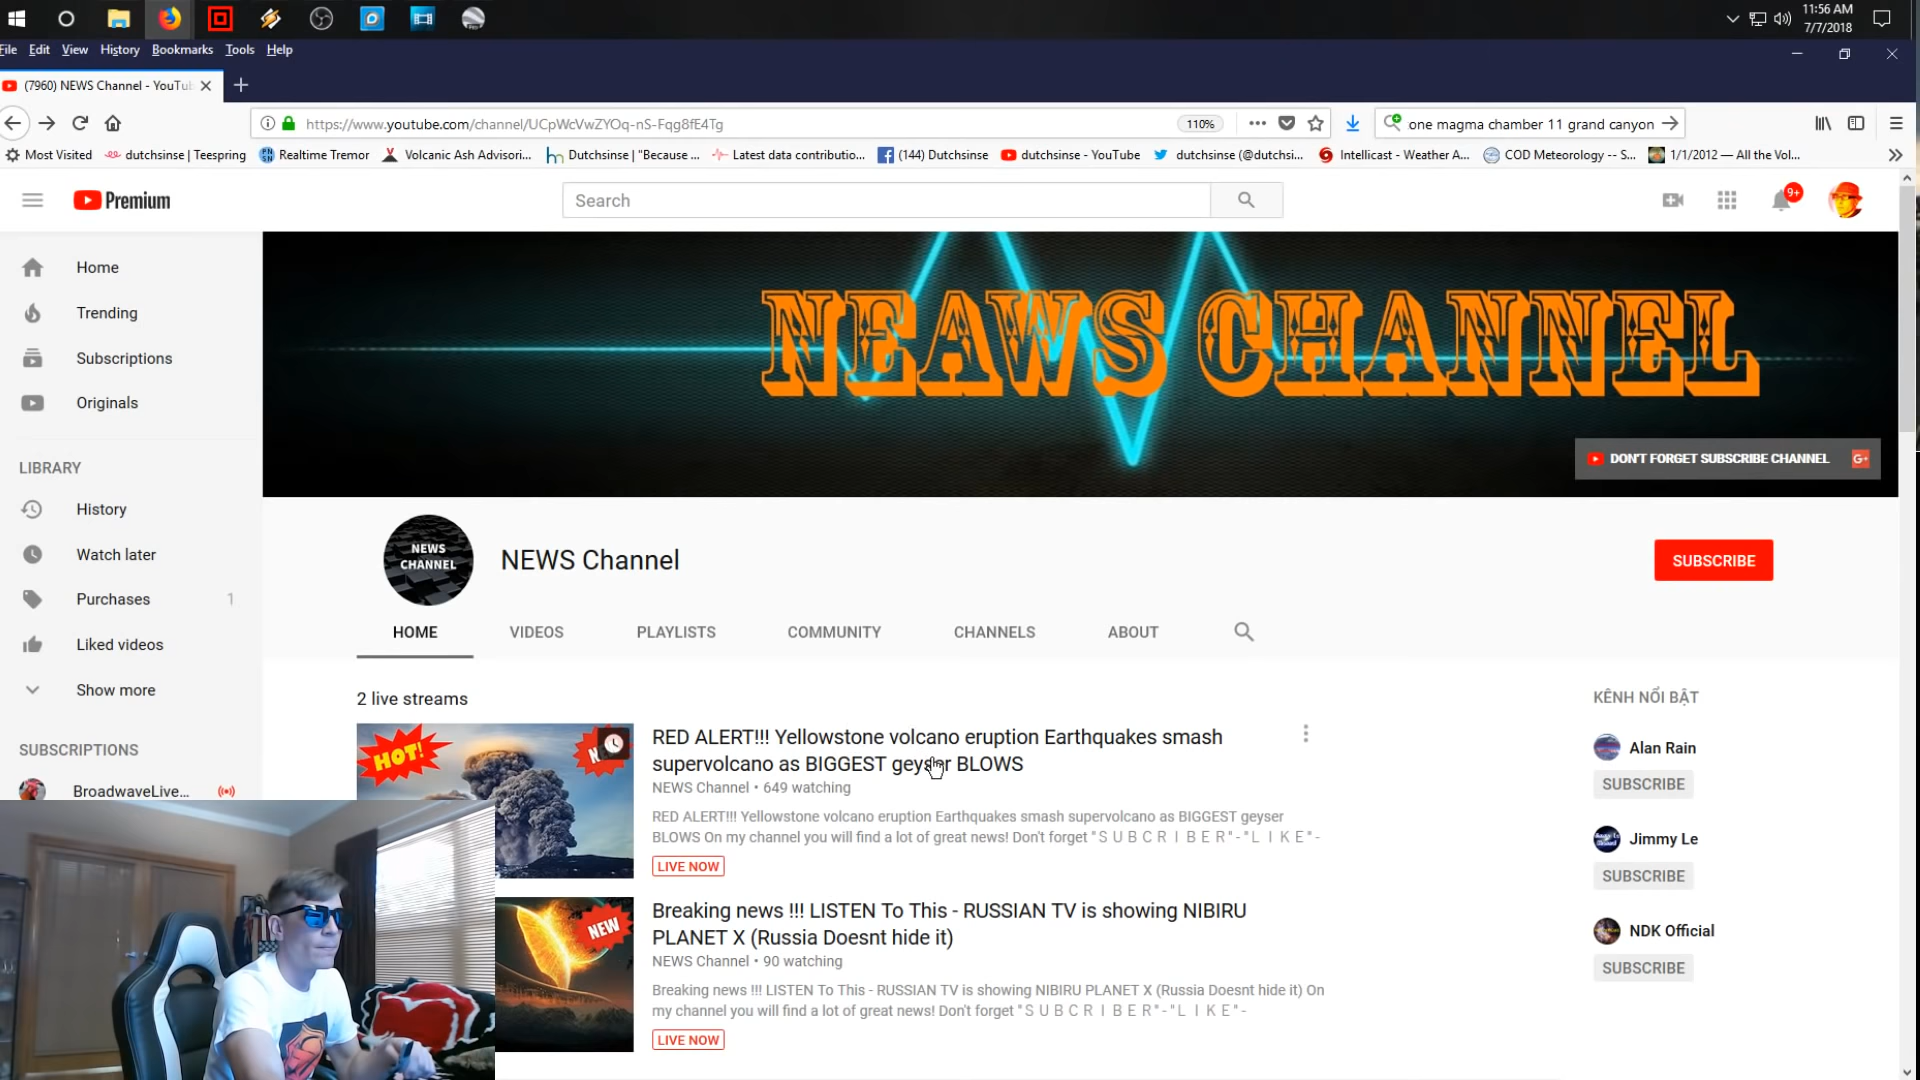 11:56 AM
7/7/2018
File Edit View History Bookmarks Tools Help
(7960) NEWS Channel - YouTu
https://www.youtube.com/channel/UCpWcVwZYOq-nS-Fqg8fE4Tg
110%
one magma chamber 11 grand canyon
Most Visited
dutchsinse | Teespring
Realtime Tremor
Volcanic Ash Advisori...
Dutchsinse | "Because ...
Latest data contributio...
(144) Dutchsinse
dutchsinse - YouTube
dutchsinse (@dutchsi...
Intellicast - Weather A...
COD Meteorology -- S...
1/1/2012 — All the Vol...
Premium
Search
9+
Home
Trending
Subscriptions
Originals
LIBRARY
History
Watch later
Purchases 1
Liked videos
Show more
SUBSCRIPTIONS
BroadwaveLive...
NEAWS CHANNEL
DON'T FORGET SUBSCRIBE CHANNEL G+
NEWS
CHANNEL
NEWS Channel
SUBSCRIBE
HOME VIDEOS PLAYLISTS COMMUNITY CHANNELS ABOUT
2 live streams
HOT!
RED ALERT!!! Yellowstone volcano eruption Earthquakes smash
supervolcano as BIGGEST geyser BLOWS
NEWS Channel • 649 watching
RED ALERT!!! Yellowstone volcano eruption Earthquakes smash supervolcano as BIGGEST geyser
BLOWS On my channel you will find a lot of great news! Don't forget "S U B C R I B E R"-"L I K E"-
LIVE NOW
NEW
Breaking news !!! LISTEN To This - RUSSIAN TV is showing NIBIRU
PLANET X (Russia Doesnt hide it)
NEWS Channel • 90 watching
Breaking news !!! LISTEN To This - RUSSIAN TV is showing NIBIRU PLANET X (Russia Doesnt hide it) On
my channel you will find a lot of great news! Don't forget "S U B C R I B E R"-"L I K E"-
LIVE NOW
KÊNH NỔI BẬT
Alan Rain
SUBSCRIBE
Jimmy Le
SUBSCRIBE
NDK Official
SUBSCRIBE